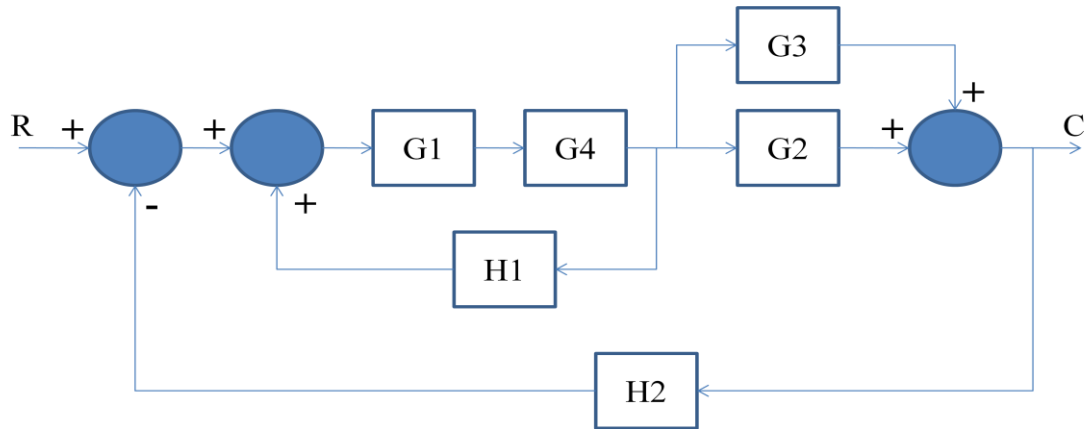 G3
R + + G1 G4 G2 + + C
- +
H1
H2